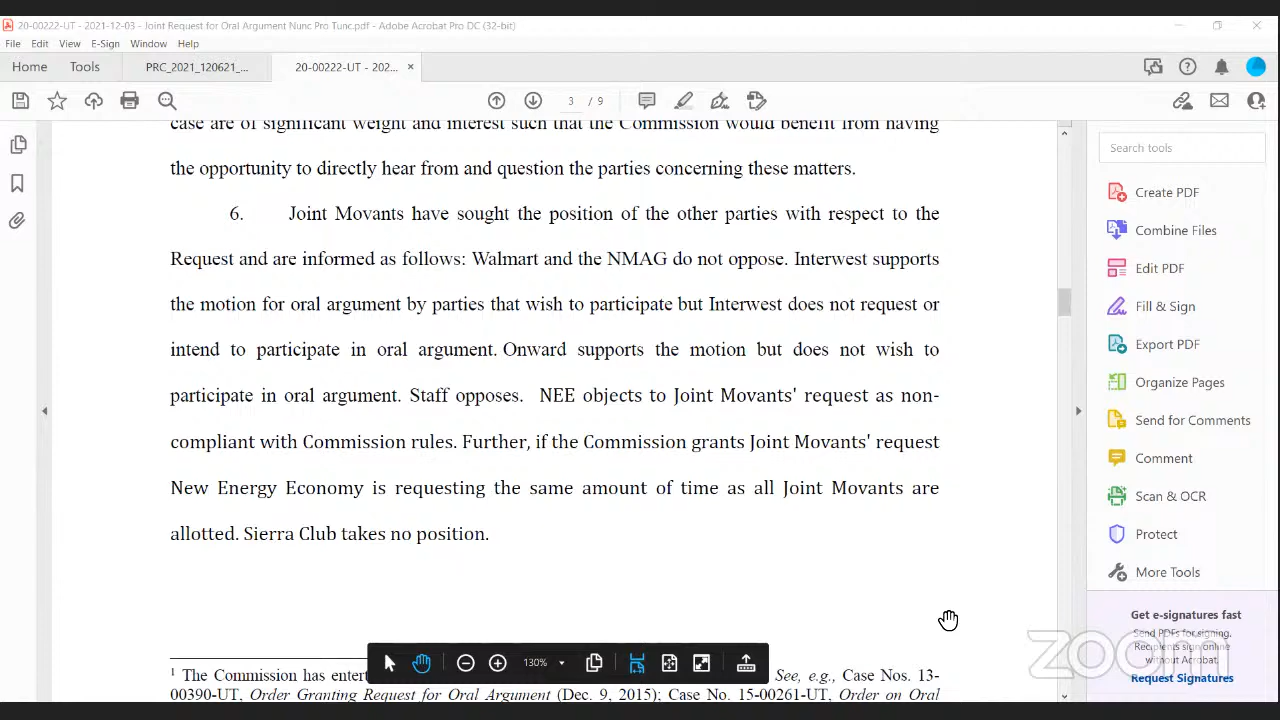 20-00222-UT - 2021-12-03 - Joint Request for Oral Argument Nunc Pro Tunc.pdf - Adobe Acrobat Pro DC (32-bit)
File Edit View E-Sign Window Help
Home Tools PRC_2021_120621_... 20-00222-UT - 202... ×
3 / 9
case are of significant weight and interest such that the Commission would benefit from having
the opportunity to directly hear from and question the parties concerning these matters.
6. Joint Movants have sought the position of the other parties with respect to the
Request and are informed as follows: Walmart and the NMAG do not oppose. Interwest supports
the motion for oral argument by parties that wish to participate but Interwest does not request or
intend to participate in oral argument. Onward supports the motion but does not wish to
participate in oral argument. Staff opposes. NEE objects to Joint Movants' request as non-
compliant with Commission rules. Further, if the Commission grants Joint Movants' request
New Energy Economy is requesting the same amount of time as all Joint Movants are
allotted. Sierra Club takes no position.
1 The Commission has entert See, e.g., Case Nos. 13-
00390-UT, Order Granting Request for Oral Argument (Dec. 9, 2015); Case No. 15-00261-UT, Order on Oral
130%
Search tools
Create PDF
Combine Files
Edit PDF
Fill & Sign
Export PDF
Organize Pages
Send for Comments
Comment
Scan & OCR
Protect
More Tools
Get e-signatures fast
Send PDFs for signing.
Recipients sign online
without Acrobat.
Request Signatures
zoom